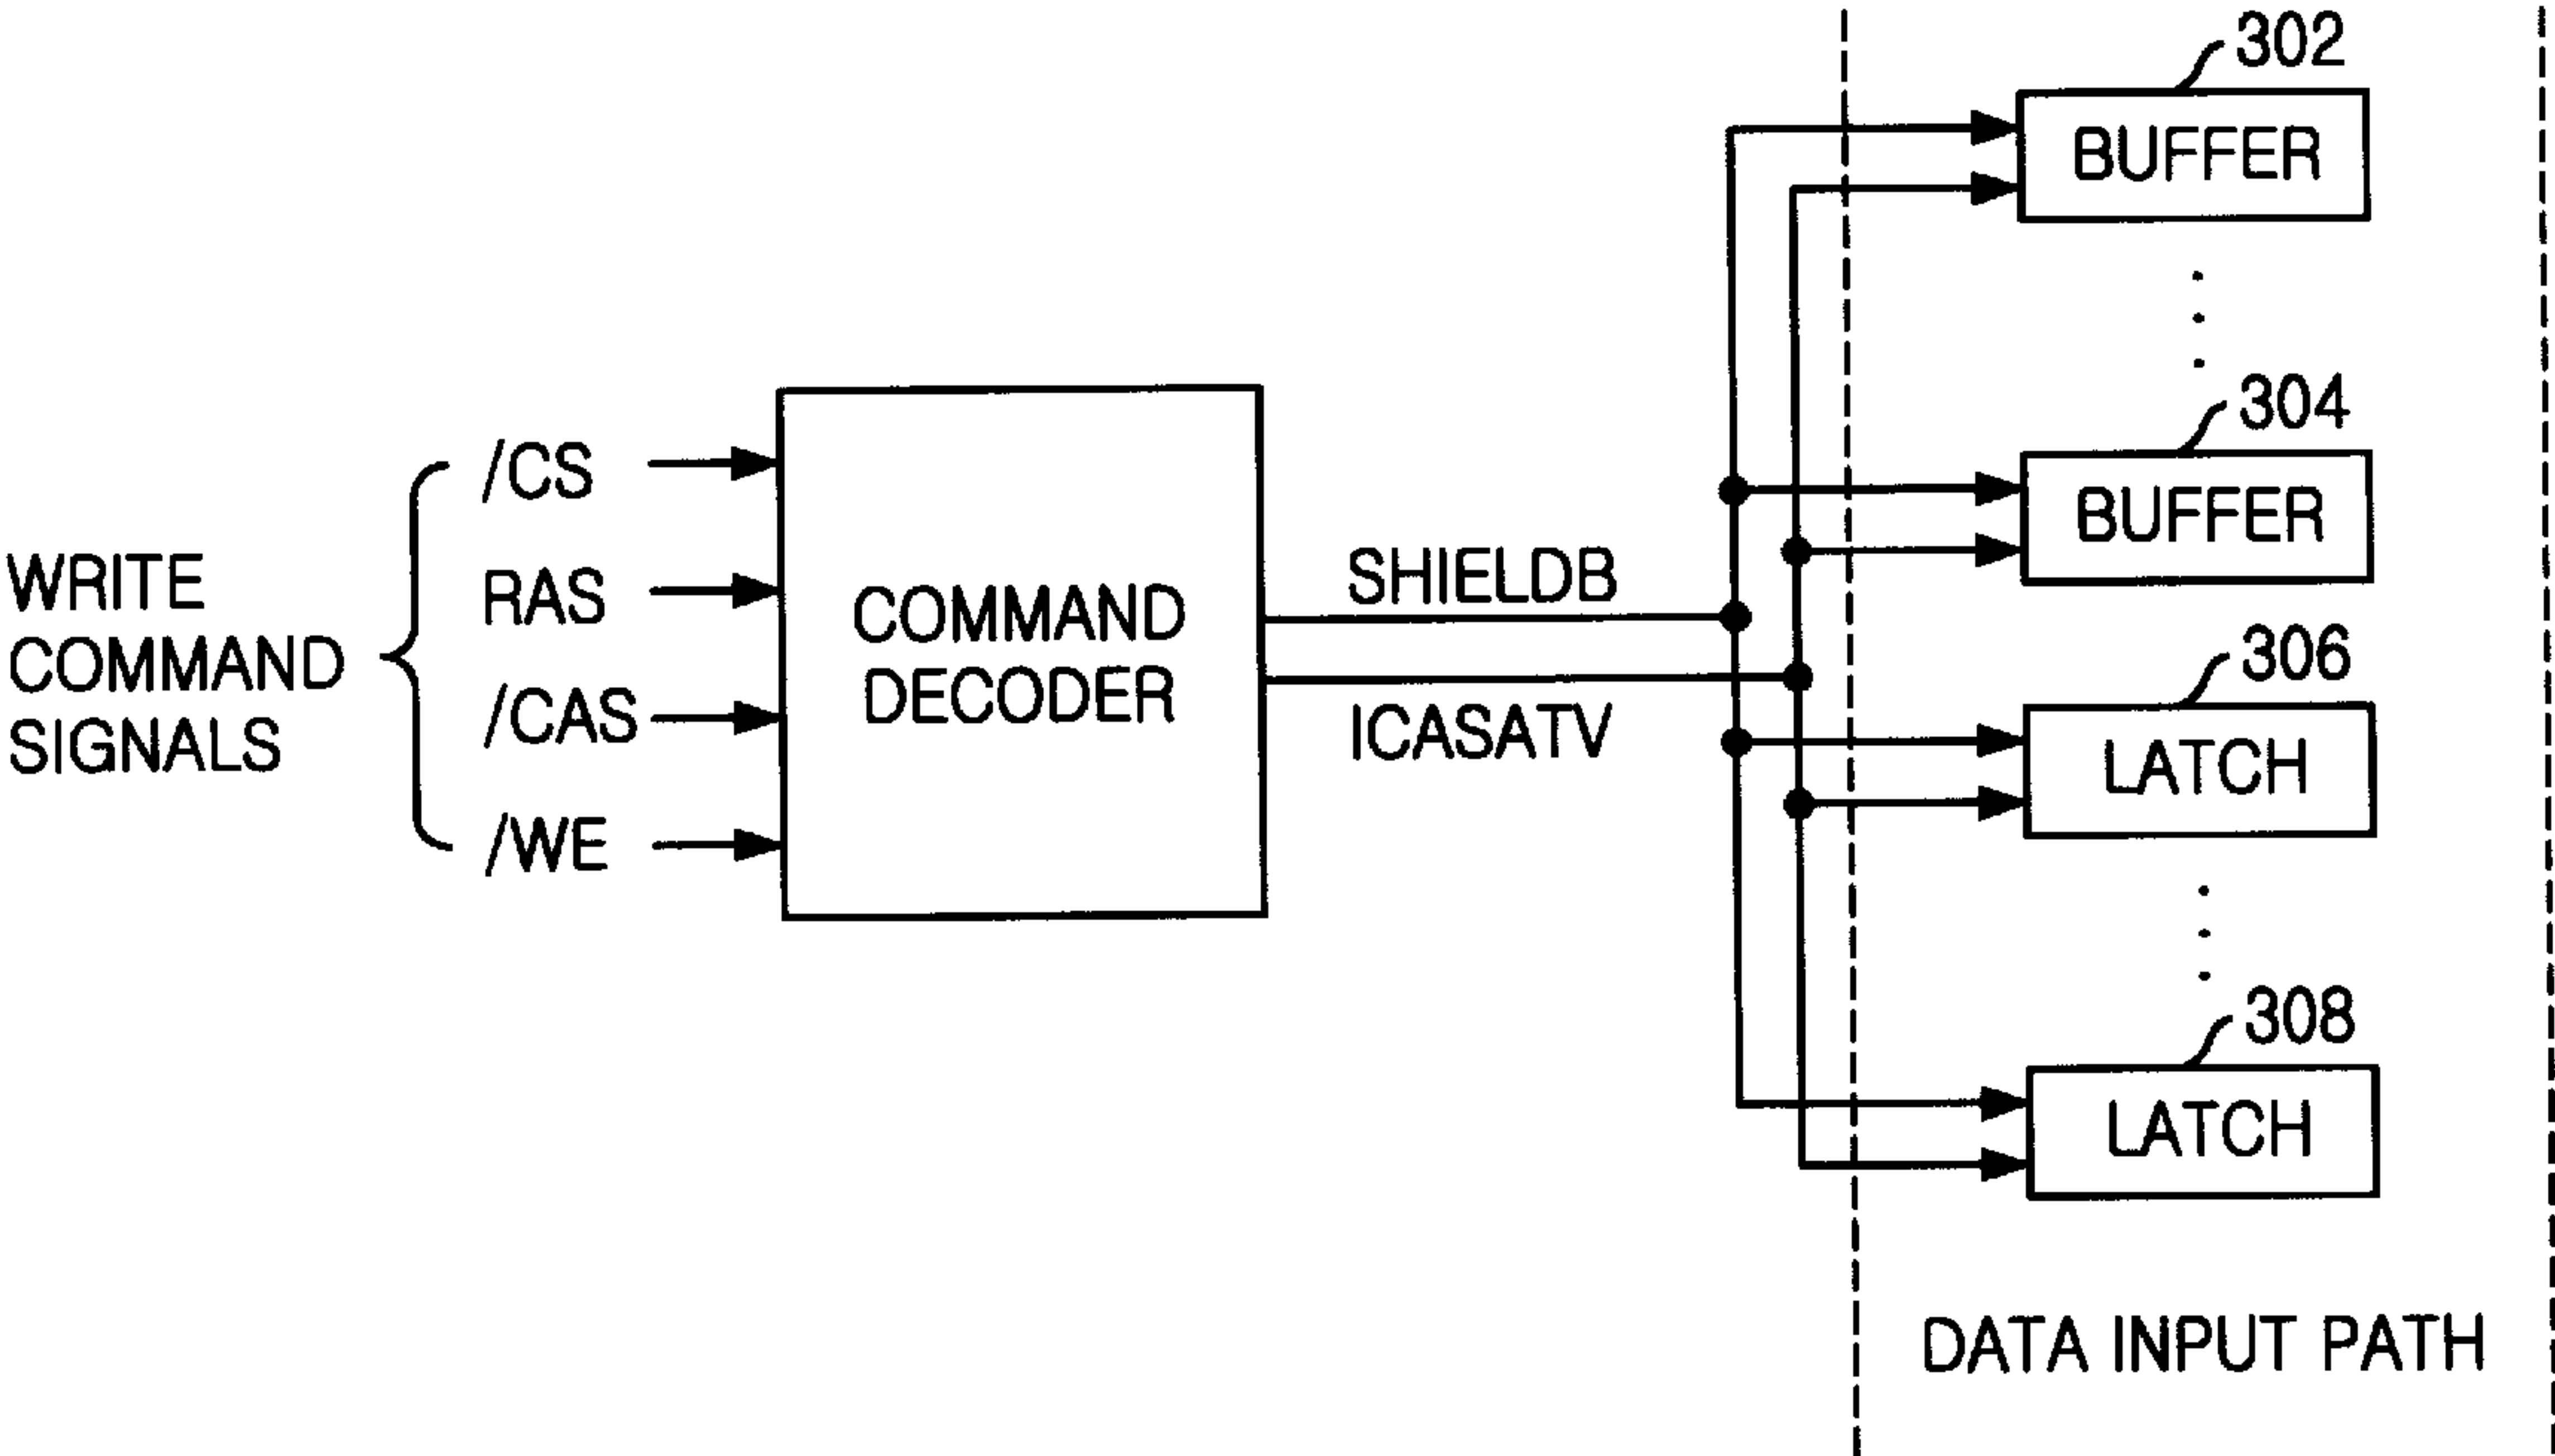 WRITE
COMMAND
SIGNALS
/CS
RAS
/CAS
/WE
COMMAND
DECODER
SHIELDB
ICASATV
302
BUFFER
304
BUFFER
306
LATCH
308
LATCH
DATA INPUT PATH